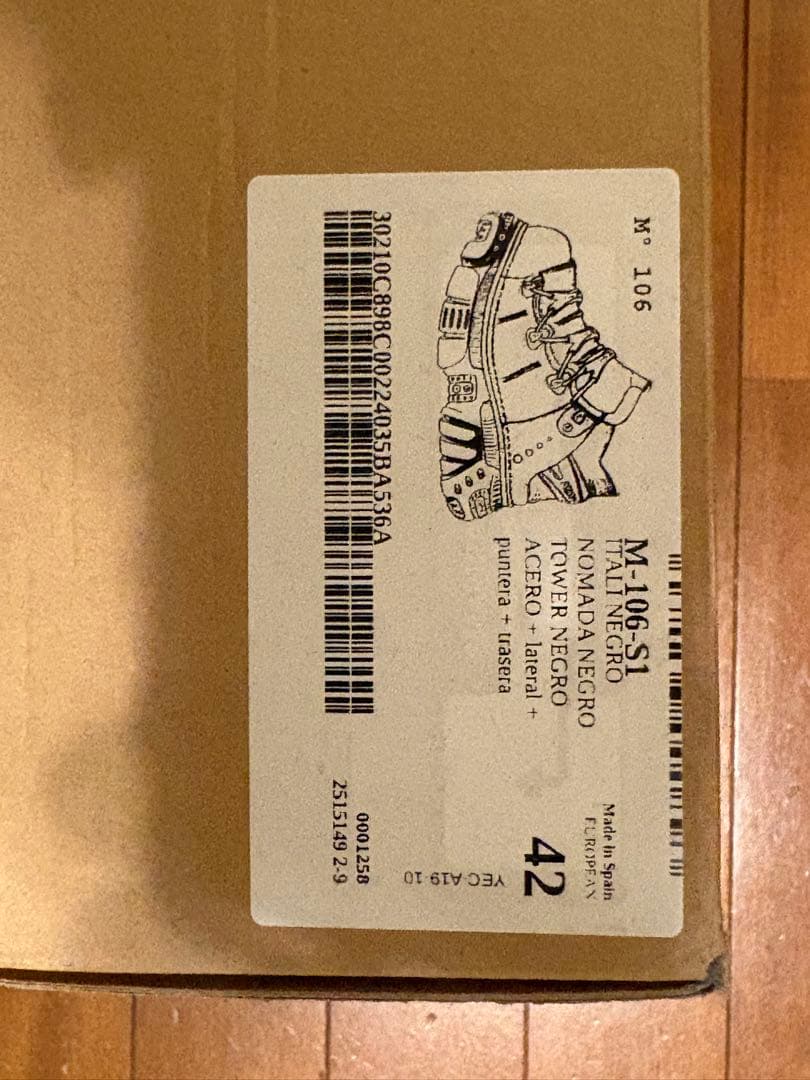 Mº 106
M-106-S1
ITALI NEGRO
NOMADA NEGRO
TOWER NEGRO
ACERO + lateral +
puntera + trasera
Made in Spain
EUROPEAN
42
YEC-A19-10
30210C898C00224035BA536A
0001258
2515149 2-9